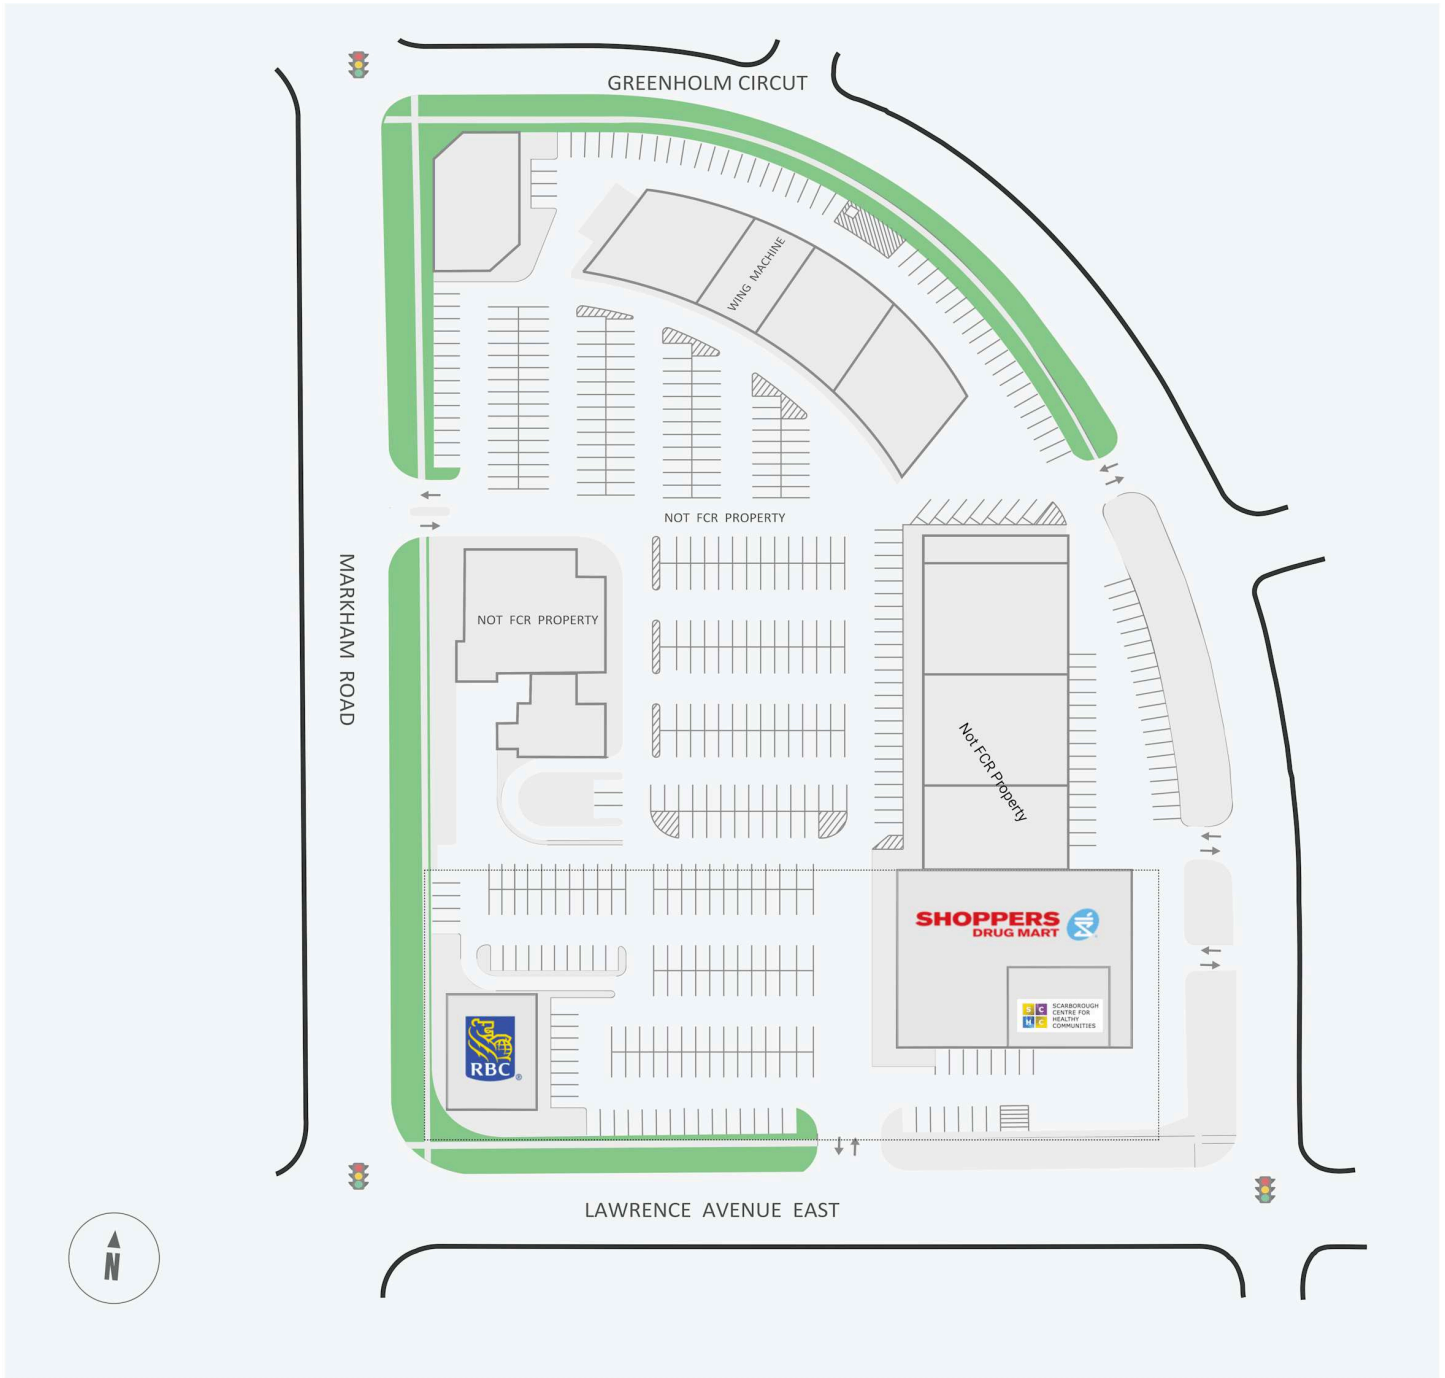 GREENHOLM CIRCUT
WING MACHINE
NOT FCR PROPERTY
MARKHAM ROAD
NOT FCR PROPERTY
Not FCR Property
SHOPPERS
DRUG MART
S C
H C
SCARBOROUGH
CENTRE FOR
HEALTHY
COMMUNITIES
RBC
®
LAWRENCE AVENUE EAST
N